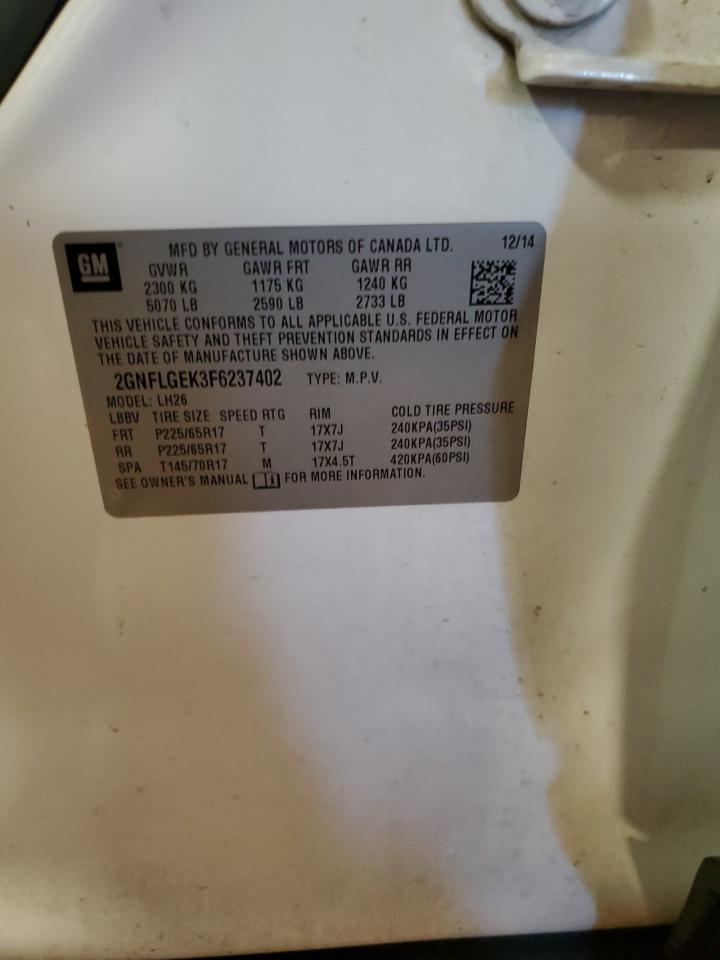 GM MFD BY GENERAL MOTORS OF CANADA LTD. 12/14
GVWR GAWR FRT GAWR RR
2300 KG 1175 KG 1240 KG
5070 LB 2590 LB 2733 LB
THIS VEHICLE CONFORMS TO ALL APPLICABLE U.S. FEDERAL MOTOR
VEHICLE SAFETY AND THEFT PREVENTION STANDARDS IN EFFECT ON
THE DATE OF MANUFACTURE SHOWN ABOVE.
2GNFLGEK3F6237402 TYPE: M.P.V.
MODEL: LH26
LBBV TIRE SIZE SPEED RTG RIM COLD TIRE PRESSURE
FRT P225/65R17 T 17X7J 240KPA(35PSI)
RR P225/65R17 T 17X7J 240KPA(35PSI)
SPA T145/70R17 M 17X4.5T 420KPA(60PSI)
SEE OWNER'S MANUAL FOR MORE INFORMATION.